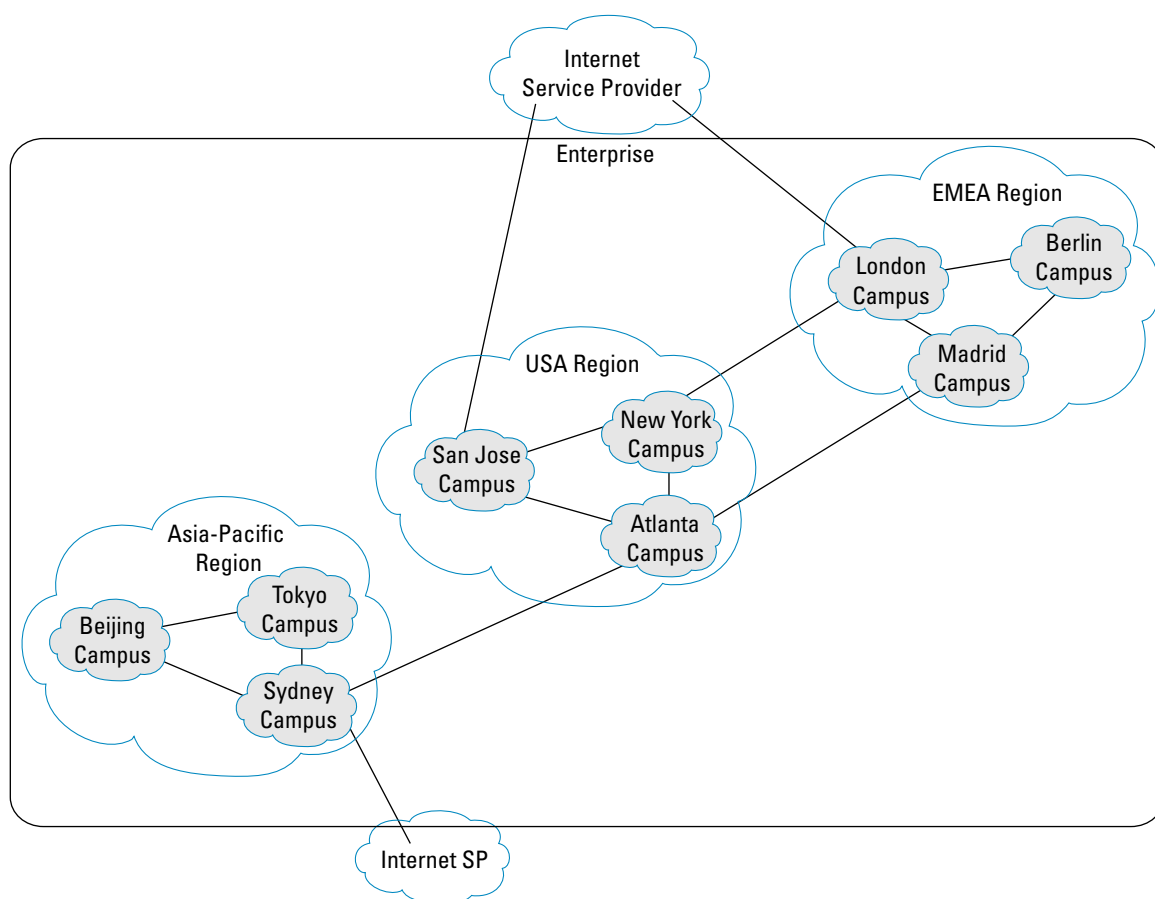 Internet
Service Provider
Enterprise
EMEA Region
Berlin
Campus
London
Campus
Madrid
Campus
USA Region
New York
Campus
San Jose
Campus
Atlanta
Campus
Asia-Pacific
Region
Tokyo
Campus
Beijing
Campus
Sydney
Campus
Internet SP